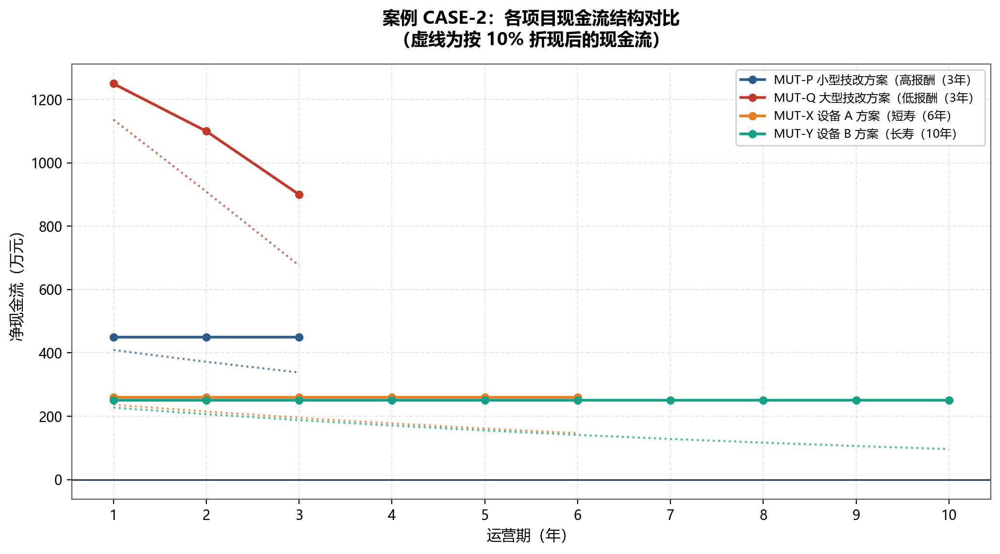 案例 CASE-2：各项目现金流结构对比
（虚线为按 10% 折现后的现金流）
MUT-P 小型技改方案（高报酬（3年）
MUT-Q 大型技改方案（低报酬（3年）
MUT-X 设备 A 方案（短寿（6年）
MUT-Y 设备 B 方案（长寿（10年）
净现金流（万元）
1200
1000
800
600
400
200
0
1 2 3 4 5 6 7 8 9 10
运营期（年）